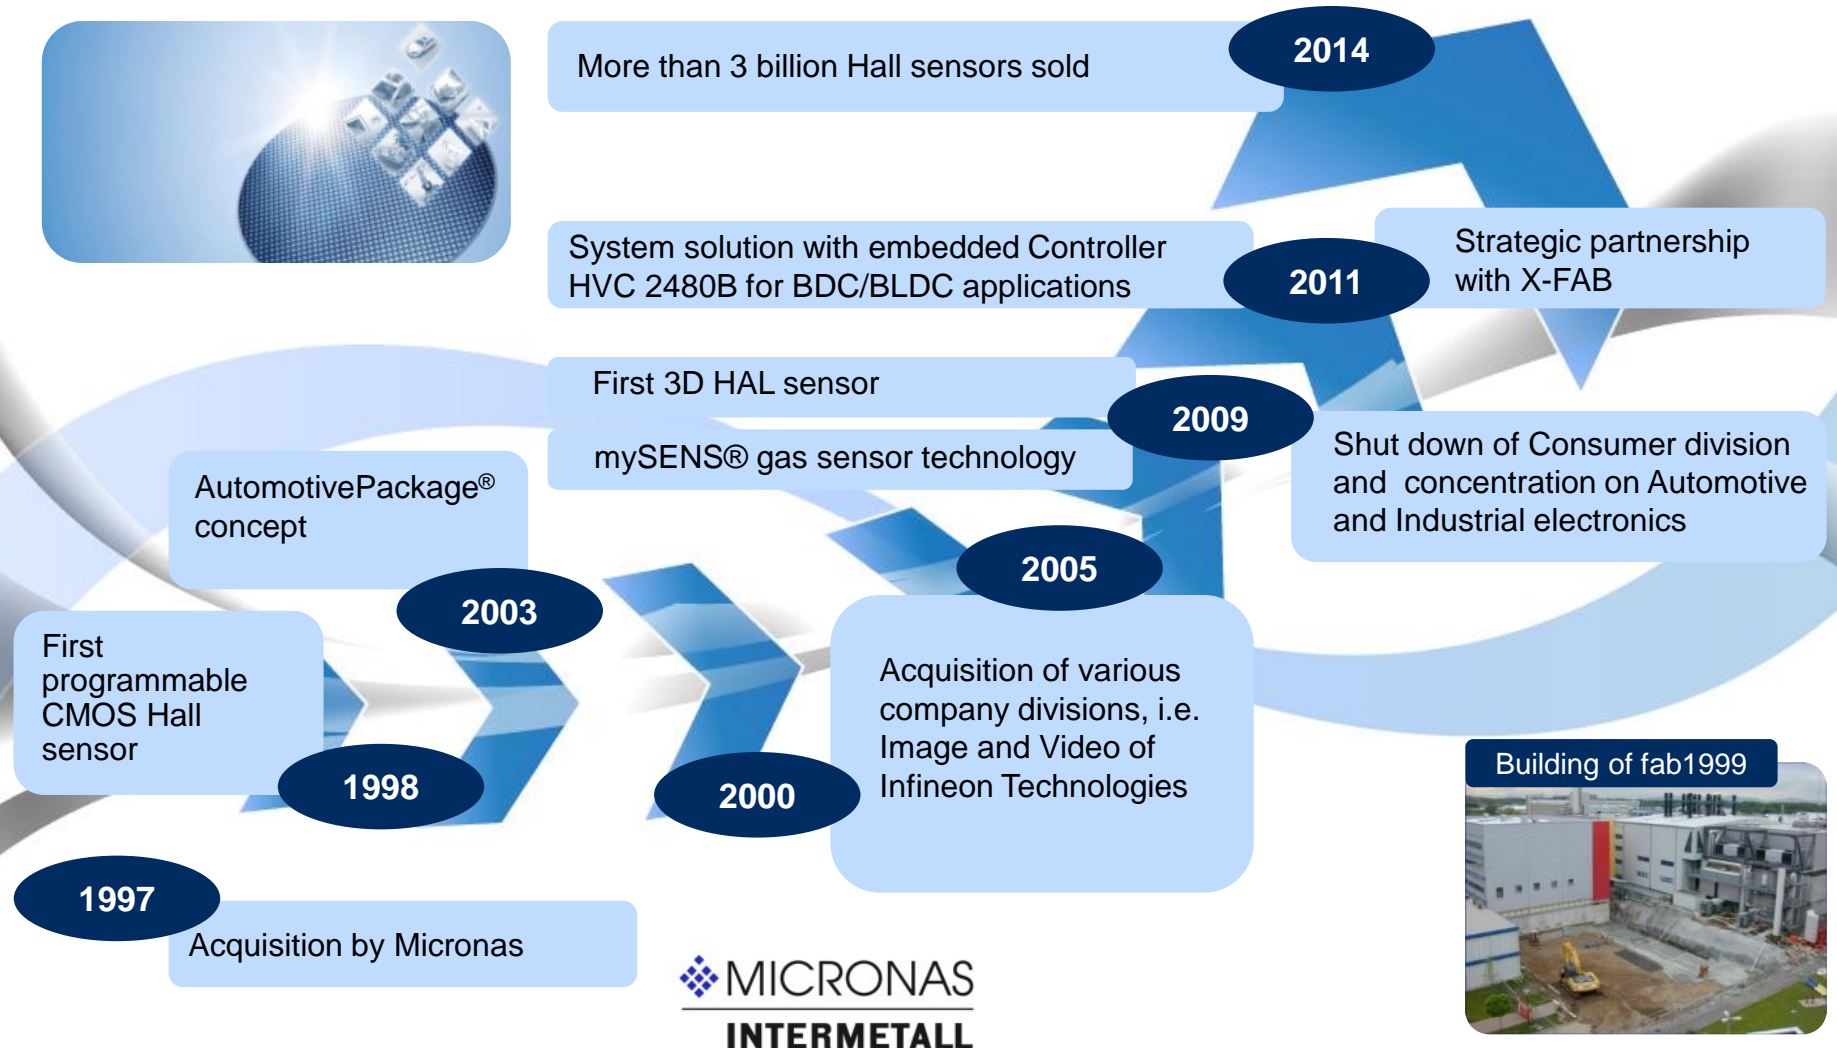 More than 3 billion Hall sensors sold
2014
System solution with embedded Controller
HVC 2480B for BDC/BLDC applications
2011
Strategic partnership
with X-FAB
First 3D HAL sensor
mySENS® gas sensor technology
2009
Shut down of Consumer division
and  concentration on Automotive
and Industrial electronics
AutomotivePackage®
concept
2003
2005
First
programmable
CMOS Hall
sensor
1998
2000
Acquisition of various
company divisions, i.e.
Image and Video of
Infineon Technologies
Building of fab1999
1997
Acquisition by Micronas
MICRONAS
INTERMETALL